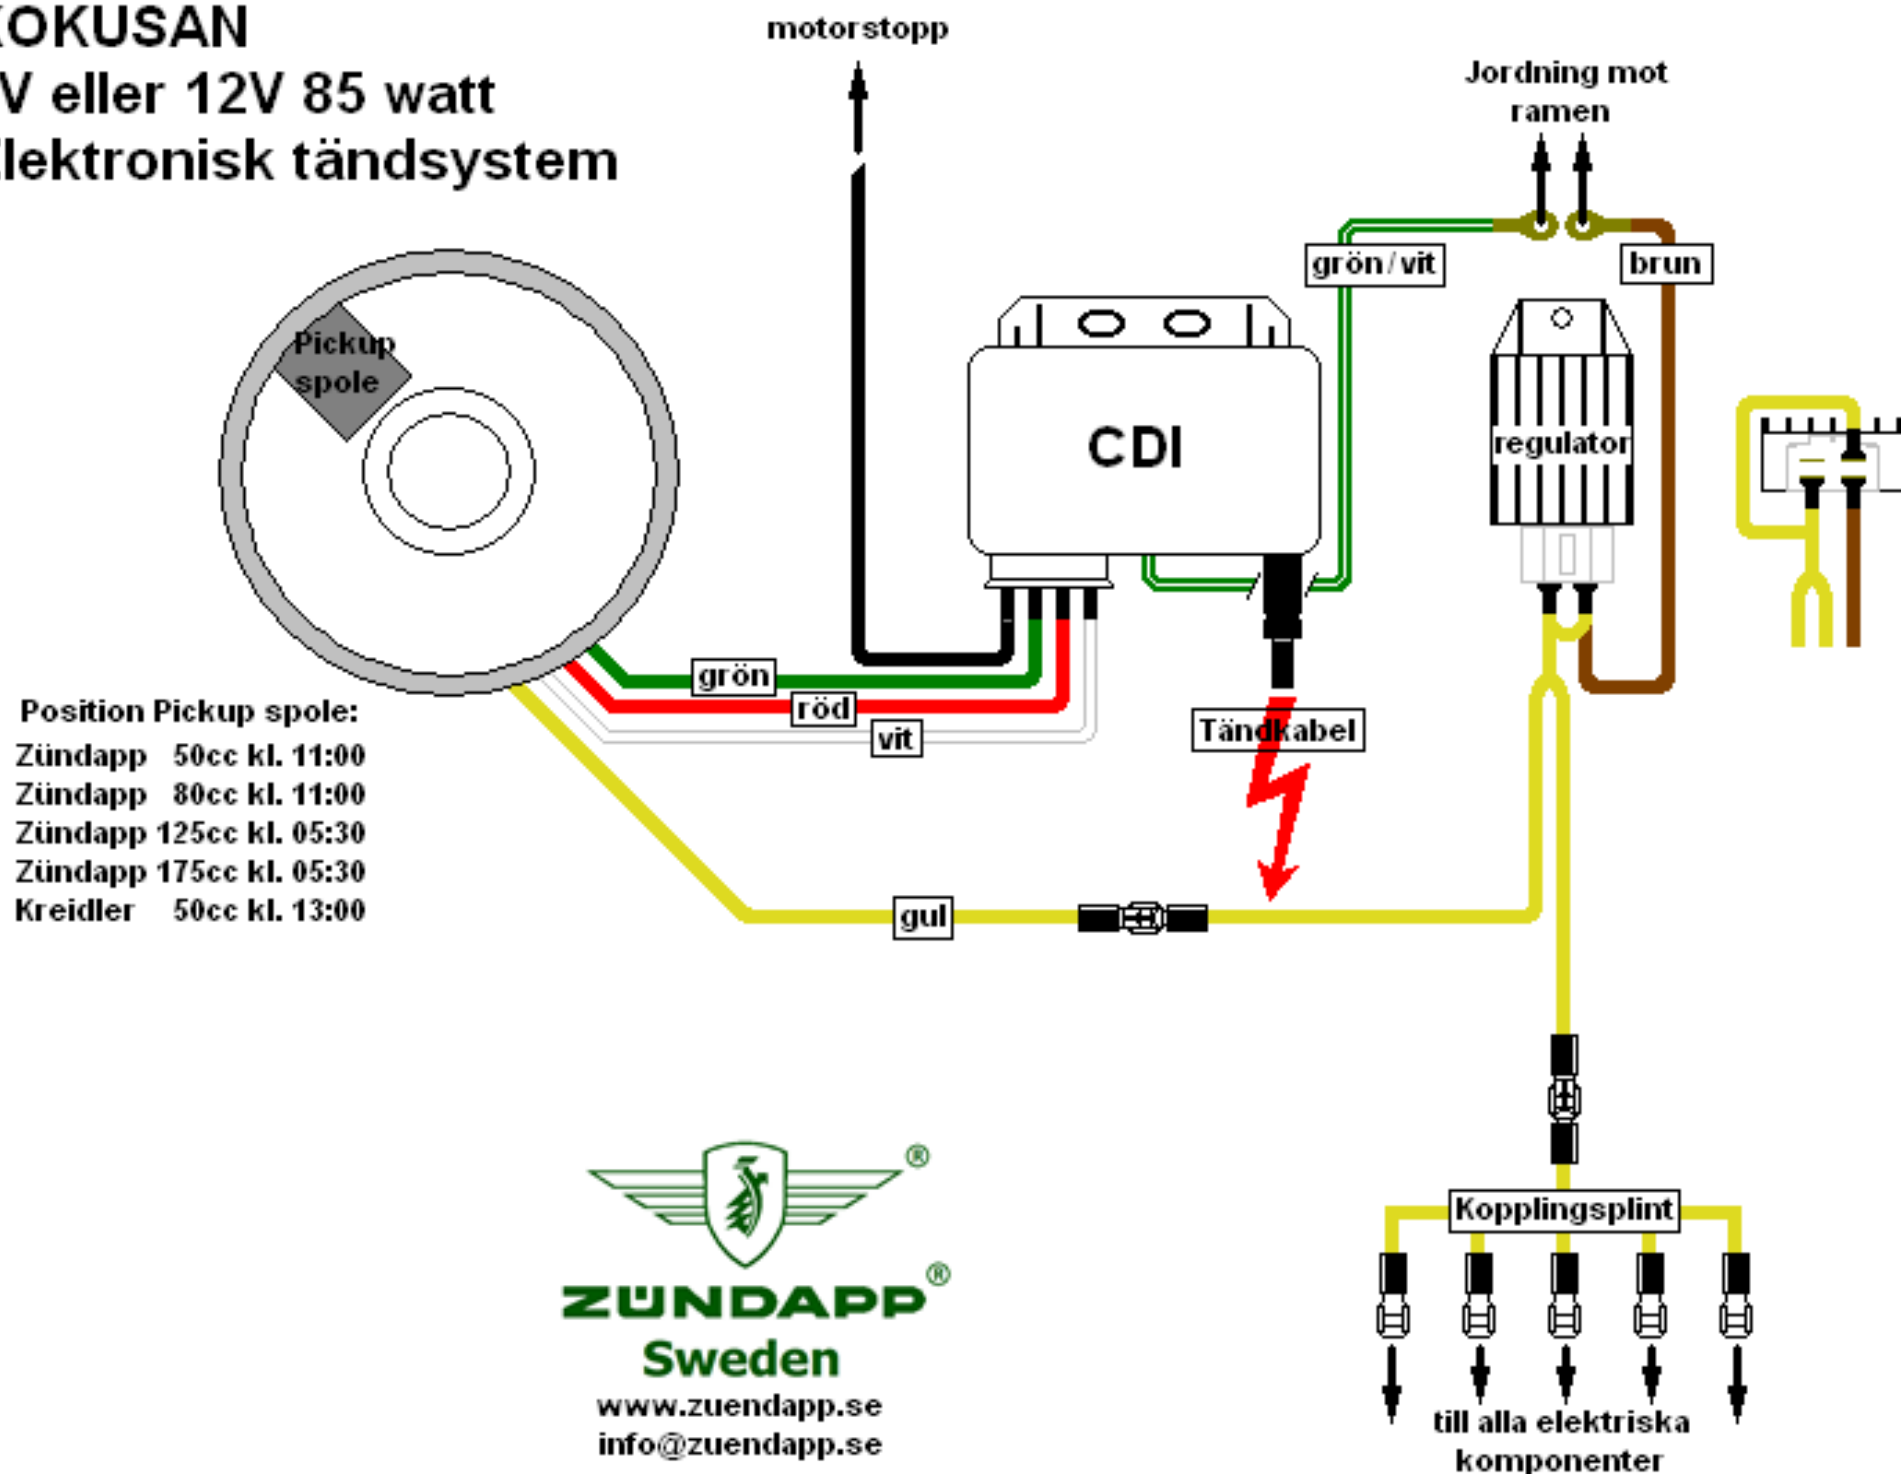 OKUSAN
V eller 12V 85 watt
lektronisk tändsystem
motorstopp
Jordning mot
ramen
grön/vit
brun
Pickup
spole
CDI
regulator
grön
röd
vit
Tändkabel
Position Pickup spole:
Zündapp 50cc kl. 11:00
Zündapp 80cc kl. 11:00
Zündapp 125cc kl. 05:30
Zündapp 175cc kl. 05:30
Kreidler 50cc kl. 13:00
gul
Kopplingsplint
till alla elektriska
komponenter
®
ZÜNDAPP®
Sweden
www.zuendapp.se
info@zuendapp.se